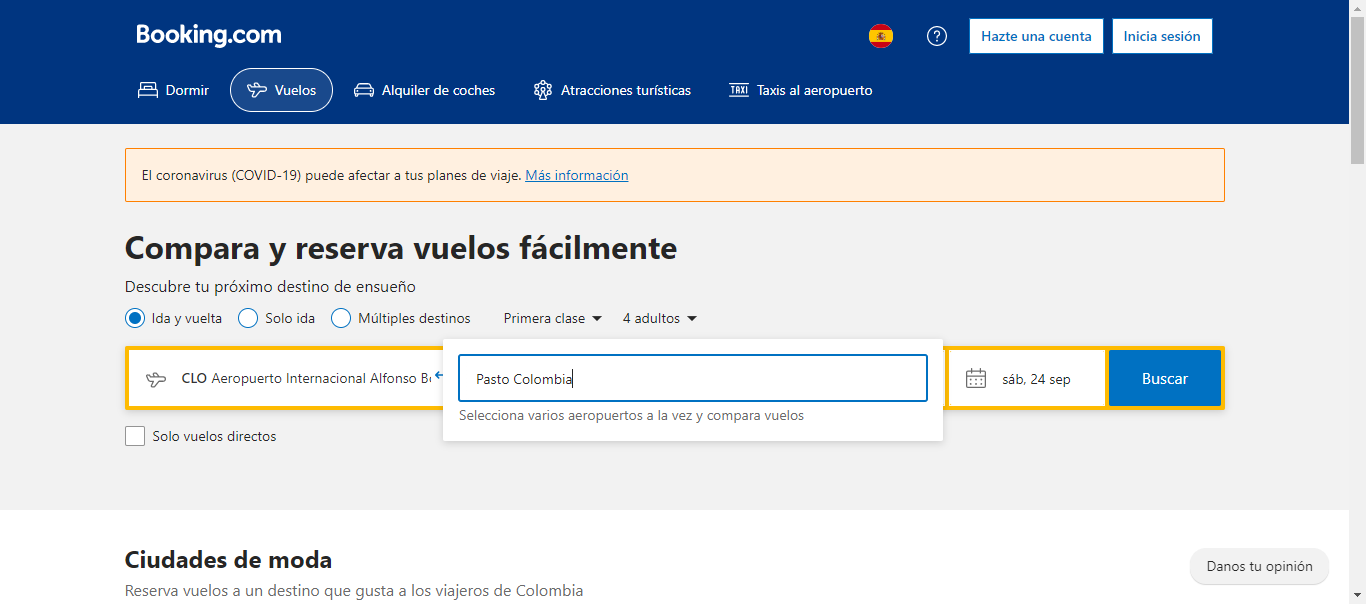 Booking.com
Hazte una cuenta
Inicia sesión
Dormir
Vuelos
Alquiler de coches
Atracciones turísticas
TAXI Taxis al aeropuerto
El coronavirus (COVID-19) puede afectar a tus planes de viaje. Más información
Compara y reserva vuelos fácilmente
Descubre tu próximo destino de ensueño
Ida y vuelta
Solo ida
Múltiples destinos
Primera clase
4 adultos
CLO Aeropuerto Internacional Alfonso
Pasto Colombia
sáb, 24 sep
Buscar
Selecciona varios aeropuertos a la vez y compara vuelos
Solo vuelos directos
Ciudades de moda
Danos tu opinión
Reserva vuelos a un destino que gusta a los viajeros de Colombia